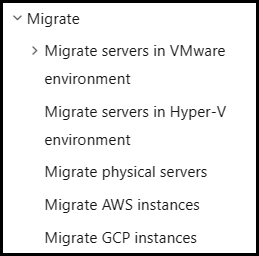 Migrate
Migrate servers in VMware
environment
Migrate servers in Hyper-V
environment
Migrate physical servers
Migrate AWS instances
Migrate GCP instances